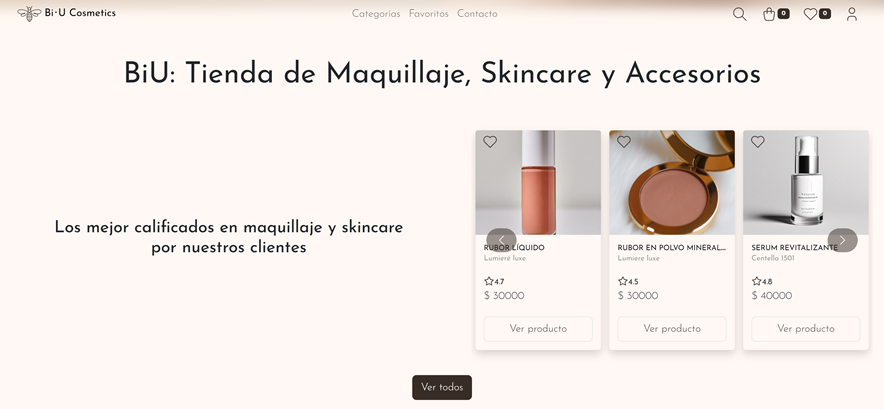 Bi·U Cosmetics
Categorías Favoritos Contacto
0 0
BiU: Tienda de Maquillaje, Skincare y Accesorios
Los mejor calificados en maquillaje y skincare
por nuestros clientes
RUBOR LÍQUIDO
Lumieré luxe
4.7
$ 30000
Ver producto
RUBOR EN POLVO MINERAL...
Lumiere luxe
4.5
$ 30000
Ver producto
SERUM REVITALIZANTE
Centella 1501
4.8
$ 40000
Ver producto
Ver todos